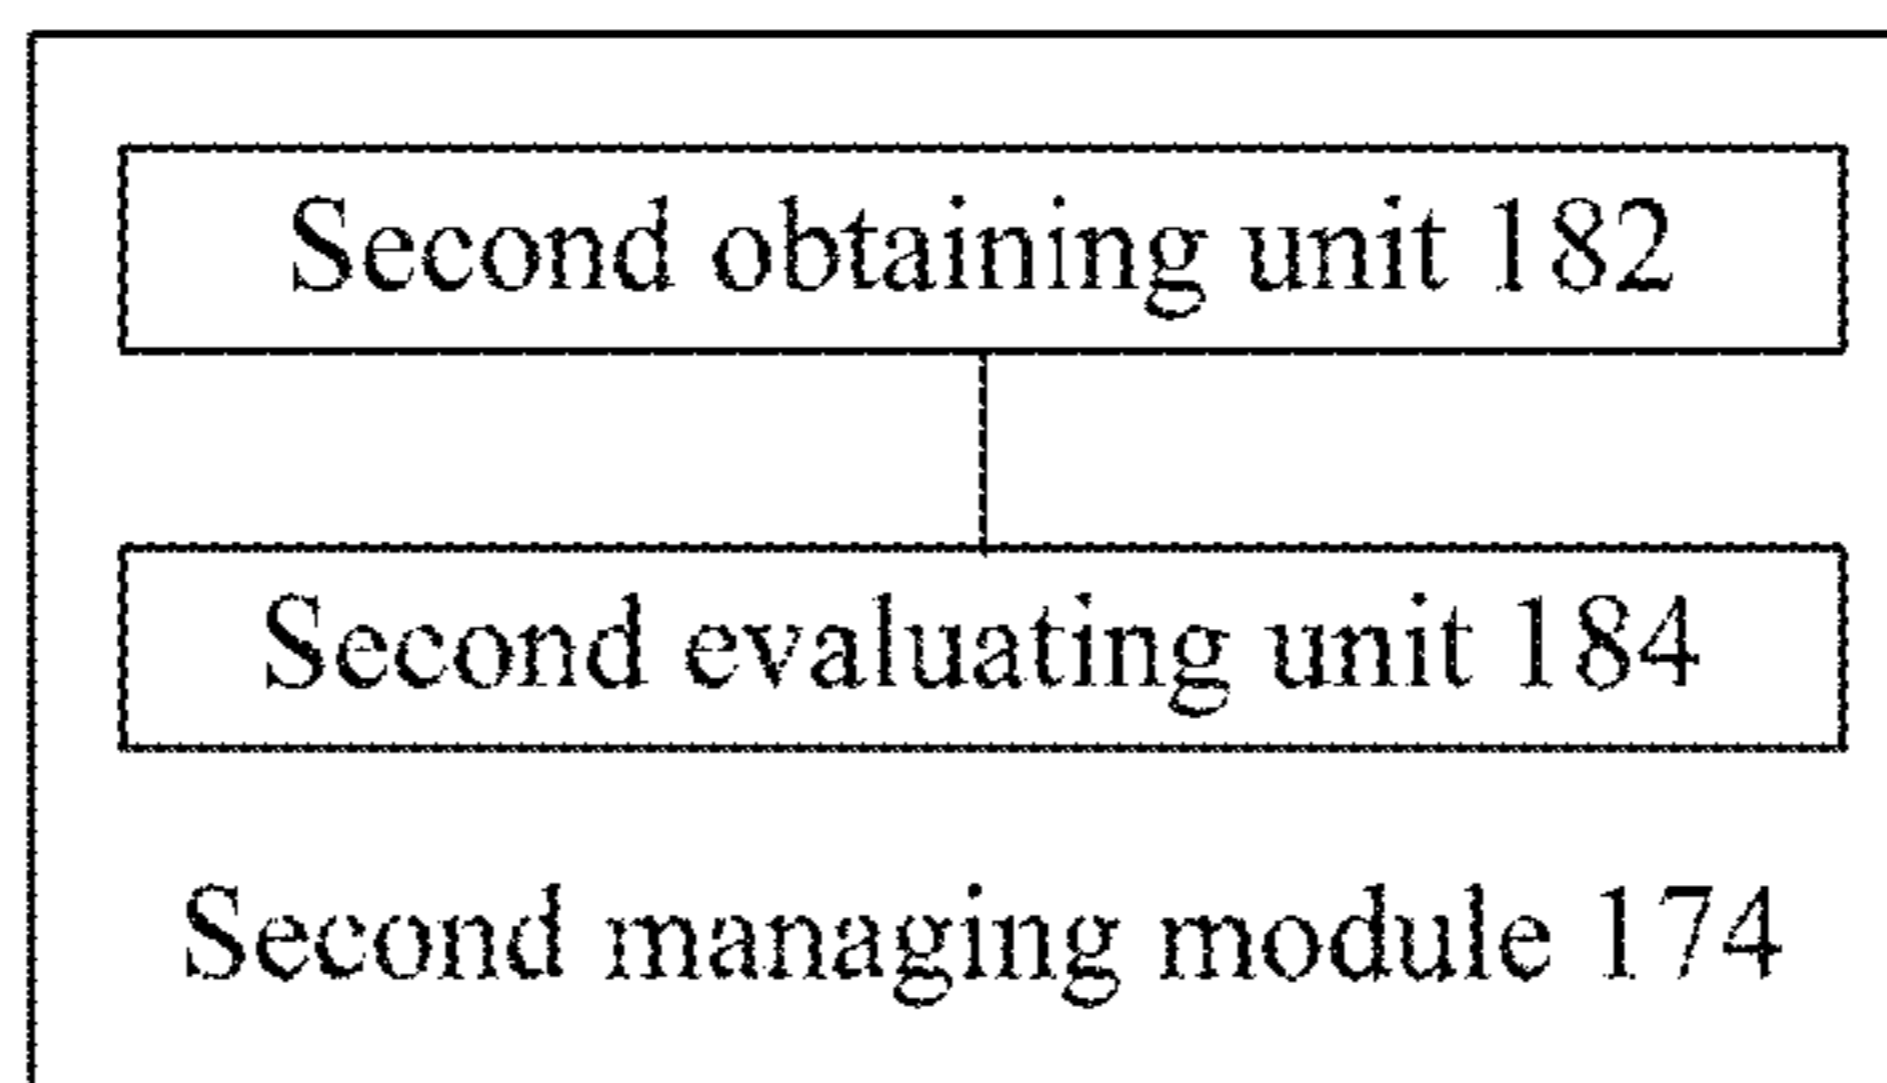 Second obtaining unit 182
Second evaluating unit 184
Second managing module 174